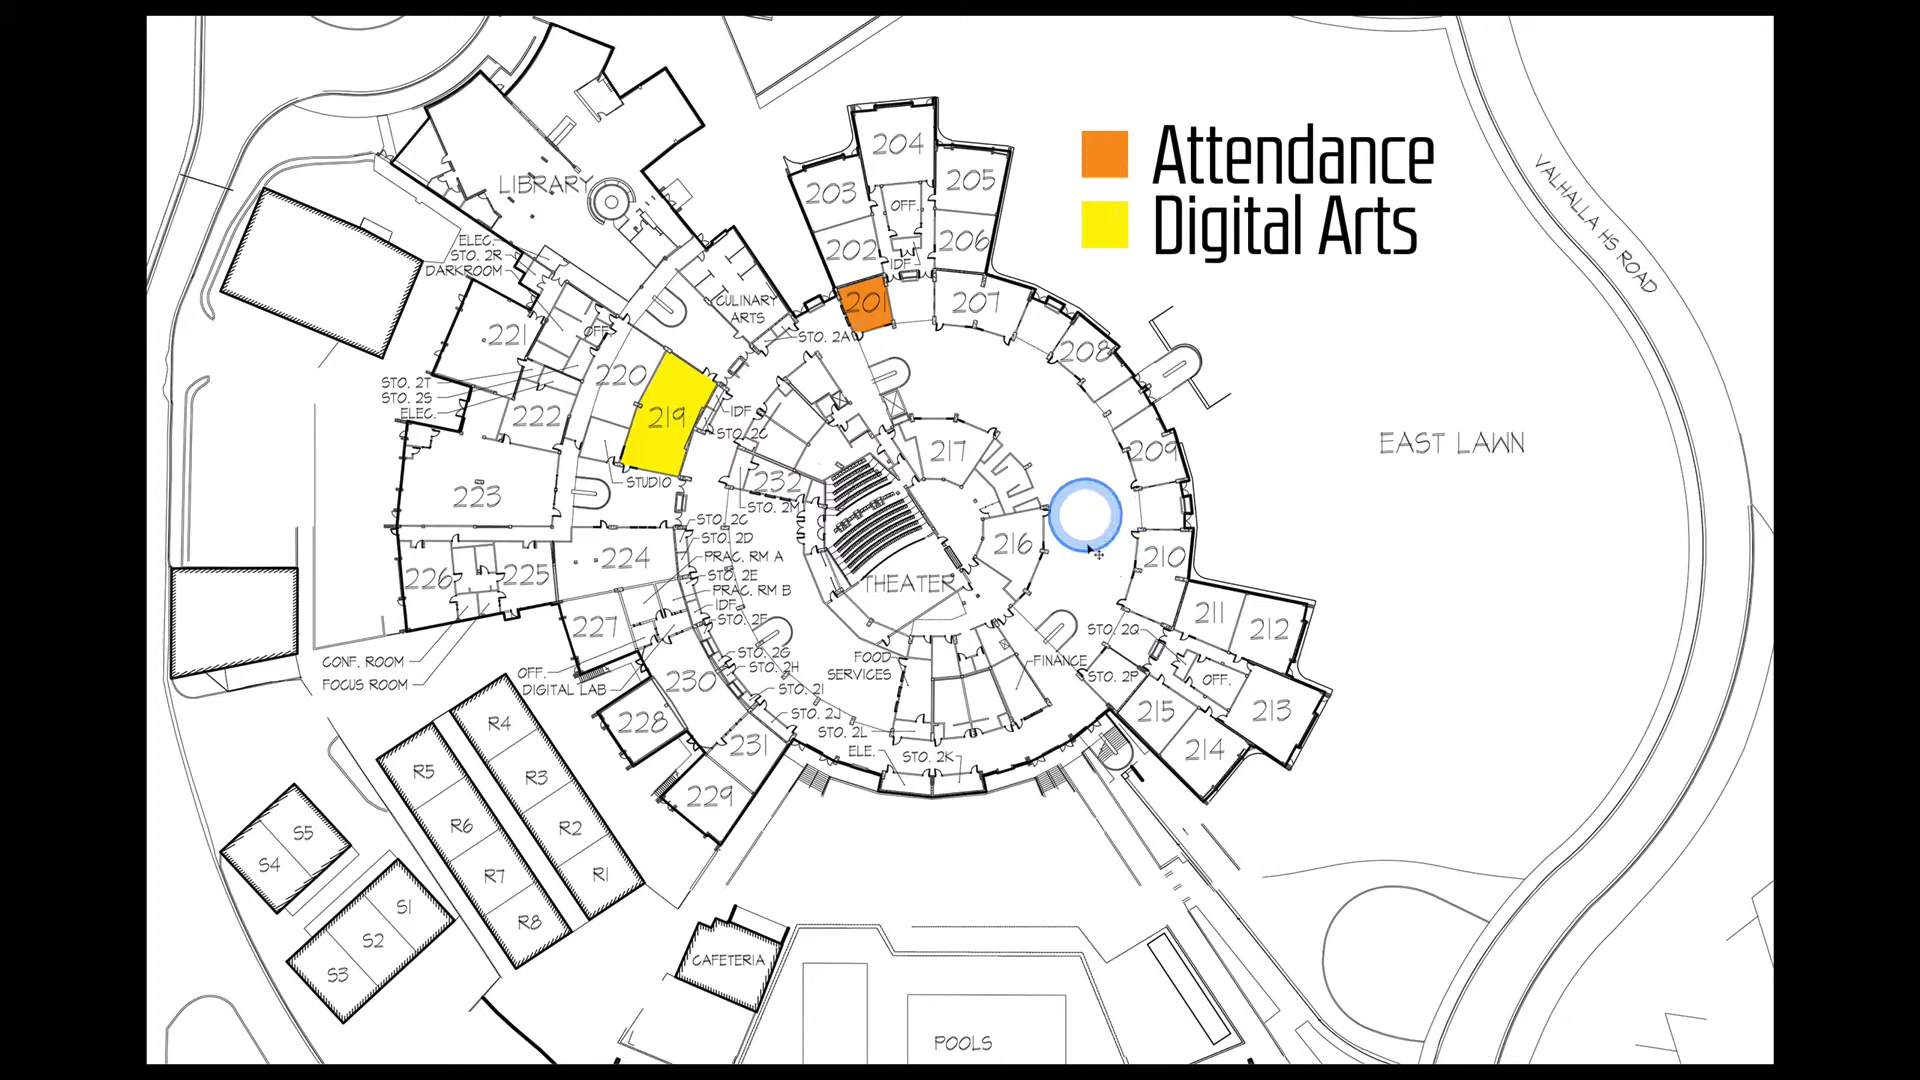 Attendance
Digital Arts
204
203
205
OFF.
202
206
IDF
201
207
LIBRARY
VALHALLA HS ROAD
ELEC.
STO. 2R
DARKROOM
CULINARY
ARTS
STO. 2A
208
221
OFF.
220
219
STO. 2T
STO. 2S
ELEC.
222
IDF
STO. 2C
217
209
EAST LAWN
223
STUDIO
232
STO. 2M
STO. 2C
STO. 2D
224
PRAC. RM A
STO. 2E
PRAC. RM B
IDF
STO. 2F
216
210
THEATER
226
225
227
211
212
STO. 2Q
CONF. ROOM
FOCUS ROOM
OFF.
DIGITAL LAB
230
STO. 2G
STO. 2H
STO. 2I
STO. 2J
STO. 2L
FOOD
SERVICES
FINANCE
STO. 2P
OFF.
213
215
214
228
231
ELE.
STO. 2K
229
R4
R5
R3
R6
R2
R7
R1
R8
S5
S4
S1
S2
S3
CAFETERIA
POOLS